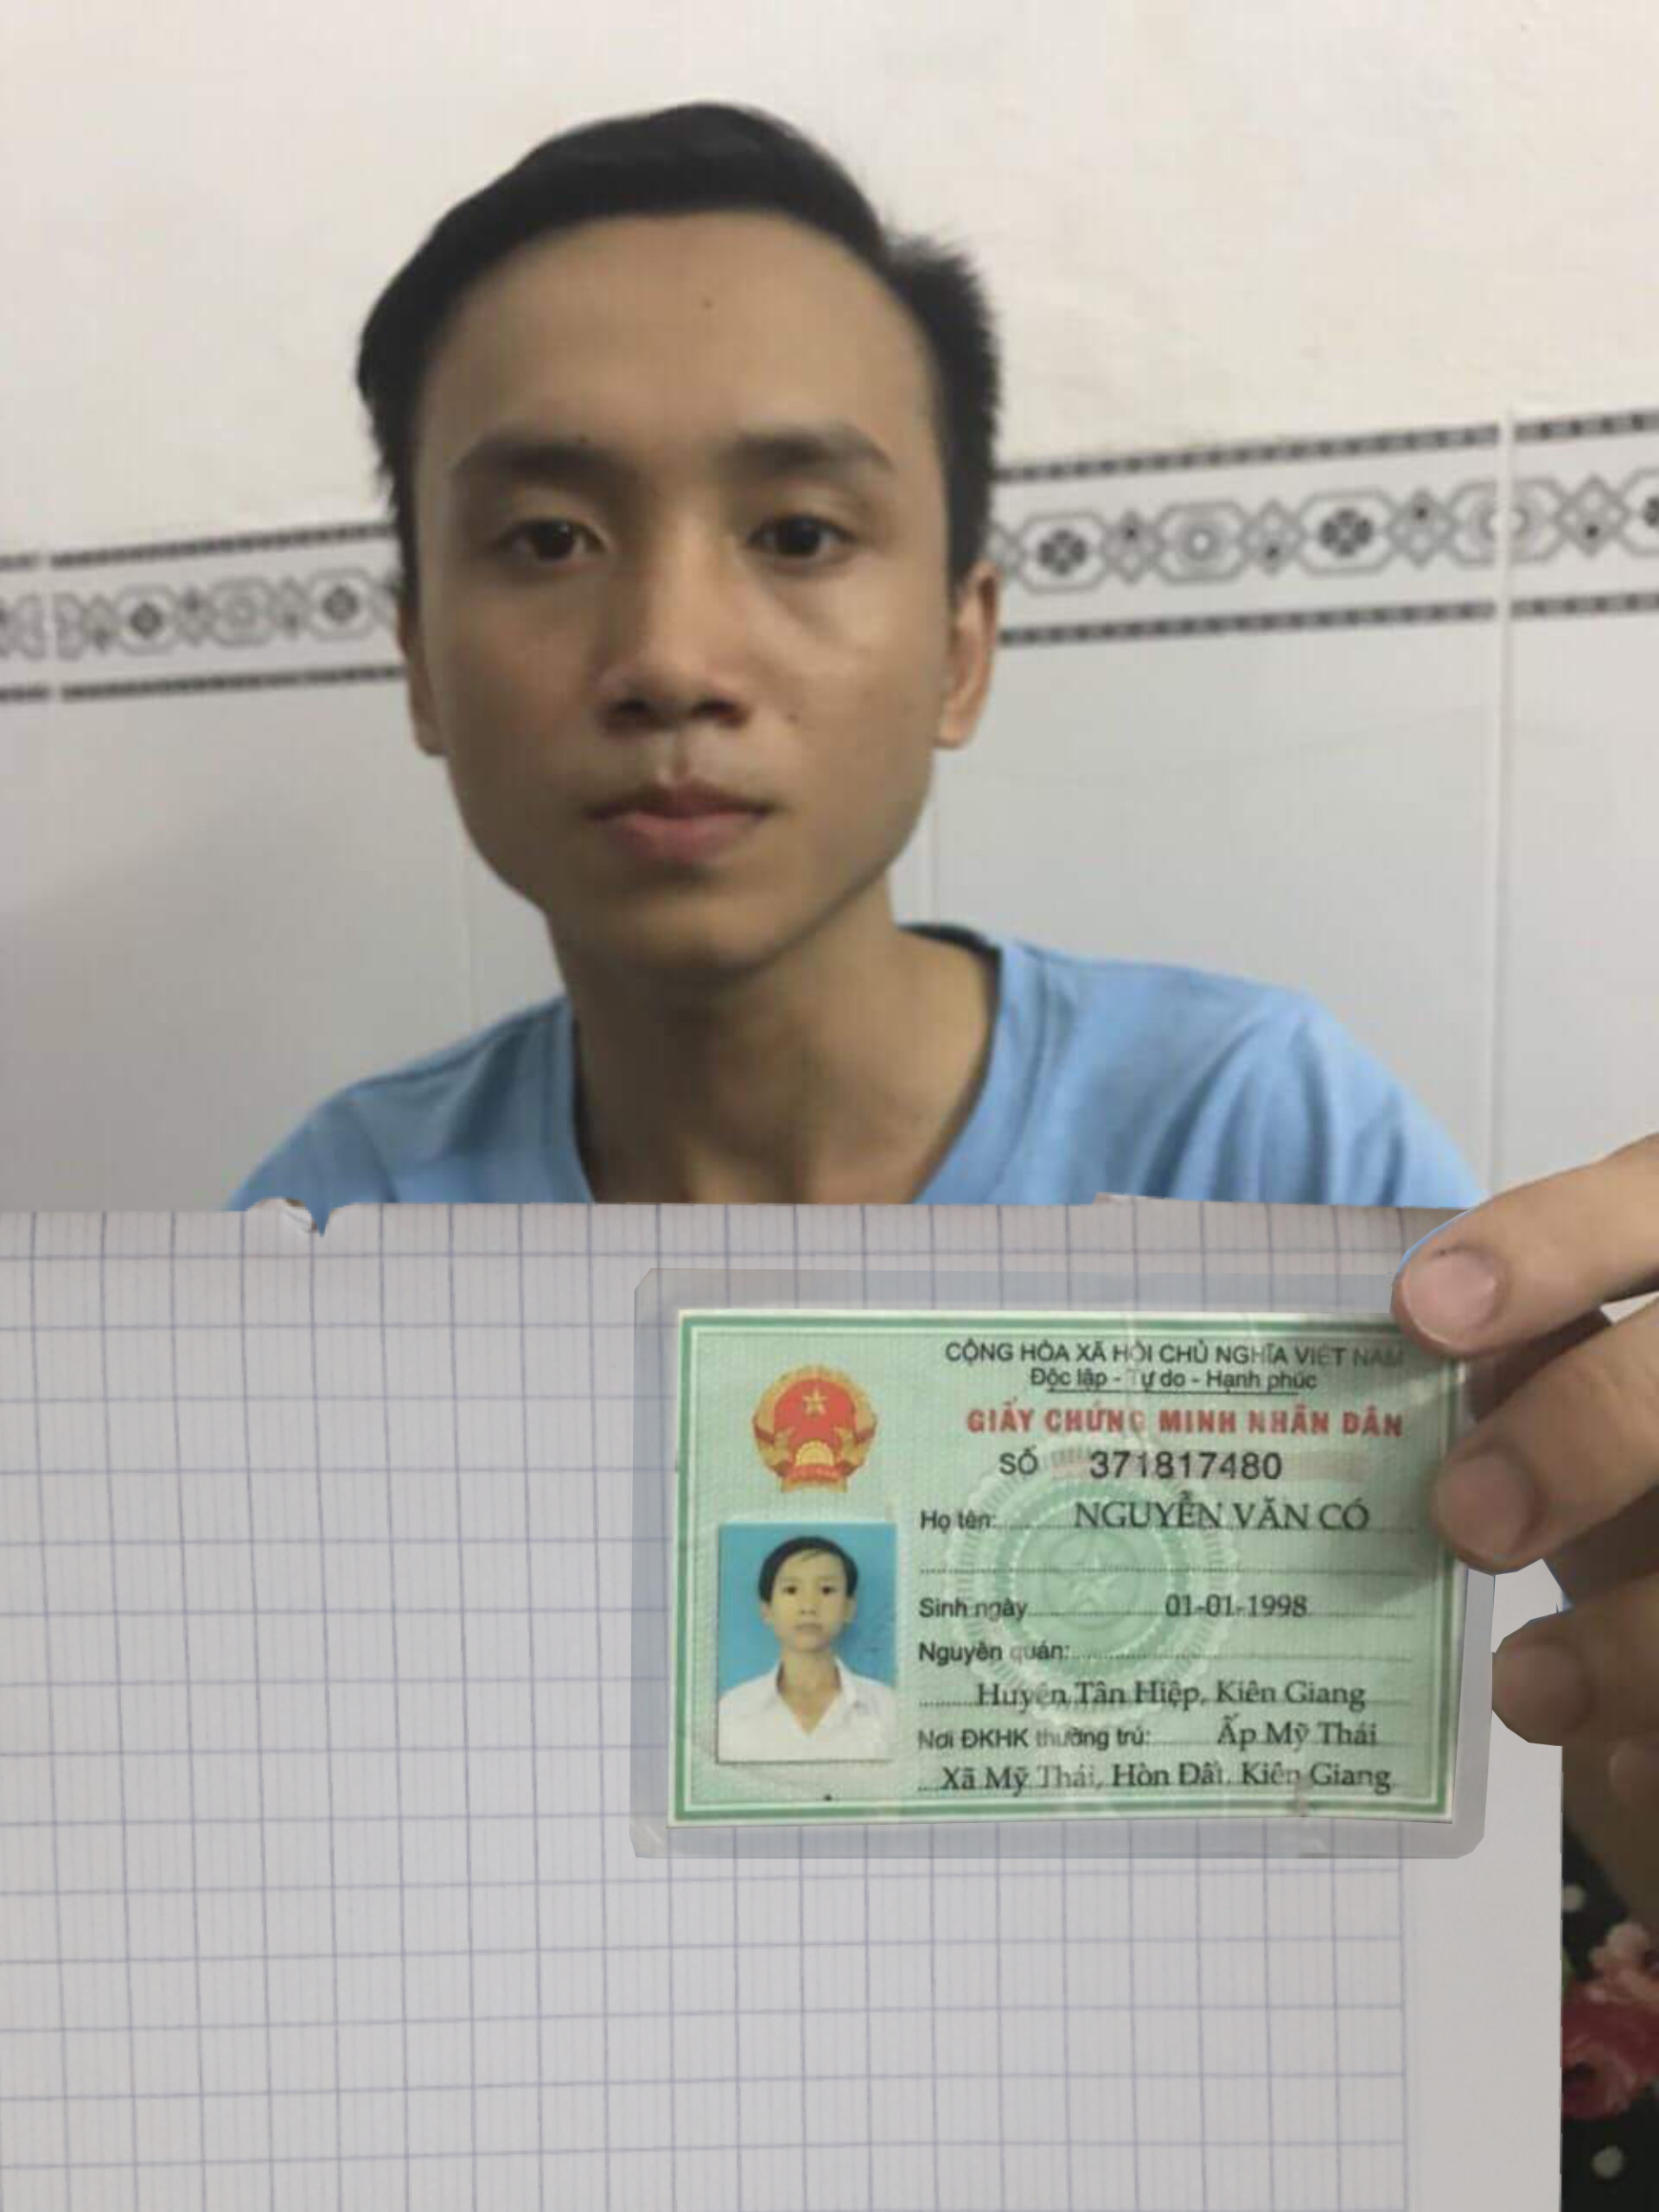 CỘNG HÒA XÃ HỘI CHỦ NGHĨA VIỆT NAM
Độc lập - Tự do - Hạnh phúc
GIẤY CHỨNG MINH NHÂN DÂN
SỐ 371817480
Họ tên: NGUYỄN VĂN CÓ
Sinh ngày 01-01-1998
Nguyên quán:
Huyện Tân Hiệp, Kiên Giang
Nơi ĐKHK thường trú: Ấp Mỹ Thái
Xã Mỹ Thái, Hòn Đất, Kiên Giang